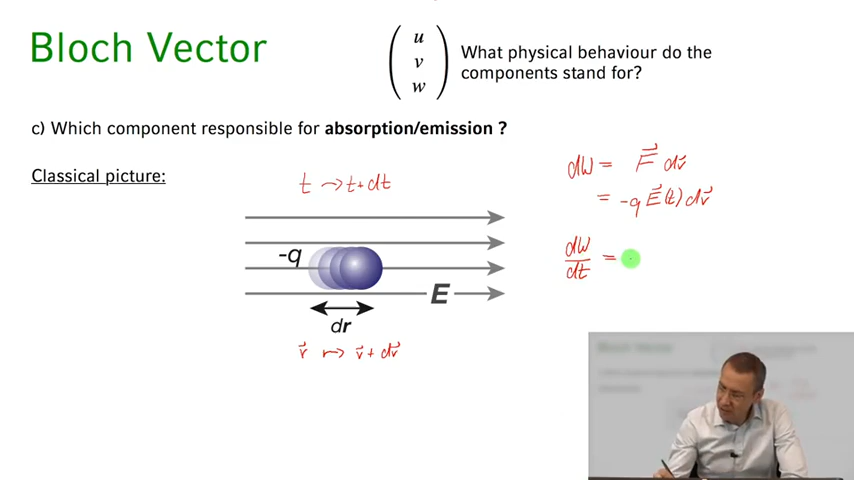 Bloch Vector
u
v
w
What physical behaviour do the
components stand for?
c) Which component responsible for absorption/emission ?
Classical picture:
t → t+dt
-q
E
dr
r⃗ → r⃗ + dr⃗
dW = F⃗ dr⃗
= -q E⃗(t) dr⃗
dW/dt =